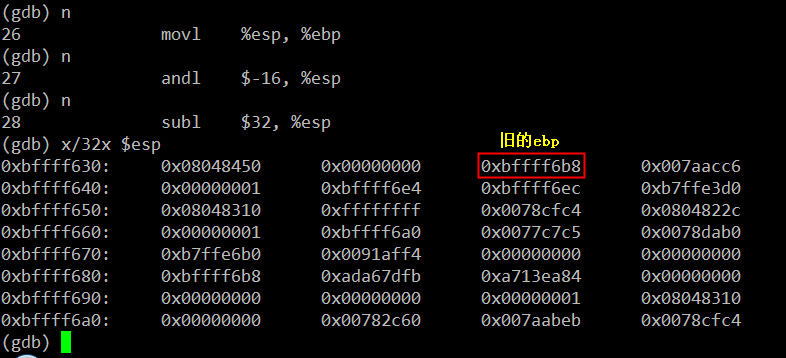 (gdb) n
26 movl %esp, %ebp
(gdb) n
27 andl $-16, %esp
(gdb) n
28 subl $32, %esp
(gdb) x/32x $esp
旧的ebp
0xbffff630: 0x08048450 0x00000000 0xbffff6b8 0x007aacc6
0xbffff640: 0x00000001 0xbffff6e4 0xbffff6ec 0xb7ffe3d0
0xbffff650: 0x08048310 0xffffffff 0x0078cfc4 0x0804822c
0xbffff660: 0x00000001 0xbffff6a0 0x0077c7c5 0x0078dab0
0xbffff670: 0xb7ffe6b0 0x0091aff4 0x00000000 0x00000000
0xbffff680: 0xbffff6b8 0xada67dfb 0xa713ea84 0x00000000
0xbffff690: 0x00000000 0x00000000 0x00000001 0x08048310
0xbffff6a0: 0x00000000 0x00782c60 0x007aabeb 0x0078cfc4
(gdb)